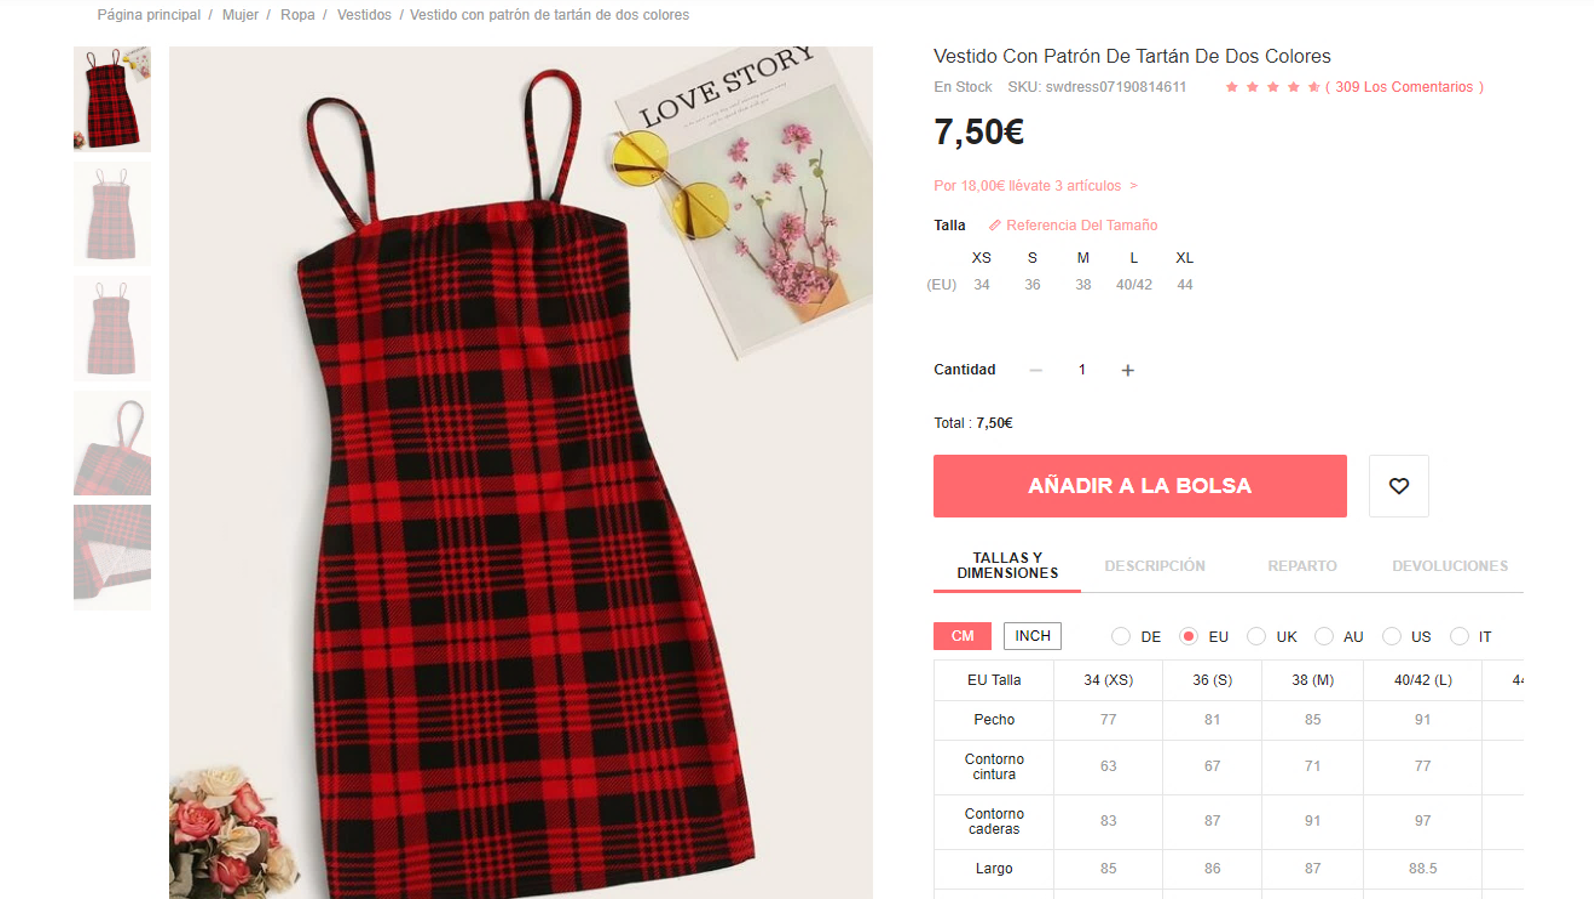 Página principal / Mujer / Ropa / Vestidos / Vestido con patrón de tartán de dos colores
LOVE STORY
Vestido Con Patrón De Tartán De Dos Colores
En Stock SKU: swdress07190814611 ( 309 Los Comentarios )
7,50€
Por 18,00€ llévate 3 artículos >
Talla Referencia Del Tamaño
XS S M L XL
(EU) 34 36 38 40/42 44
Cantidad − 1 +
Total : 7,50€
AÑADIR A LA BOLSA
TALLAS Y
DIMENSIONES
DESCRIPCIÓN REPARTO DEVOLUCIONES
CM INCH DE EU UK AU US IT
EU Talla 34 (XS) 36 (S) 38 (M) 40/42 (L)
Pecho 77 81 85 91
Contorno
cintura 63 67 71 77
Contorno
caderas 83 87 91 97
Largo 85 86 87 88.5